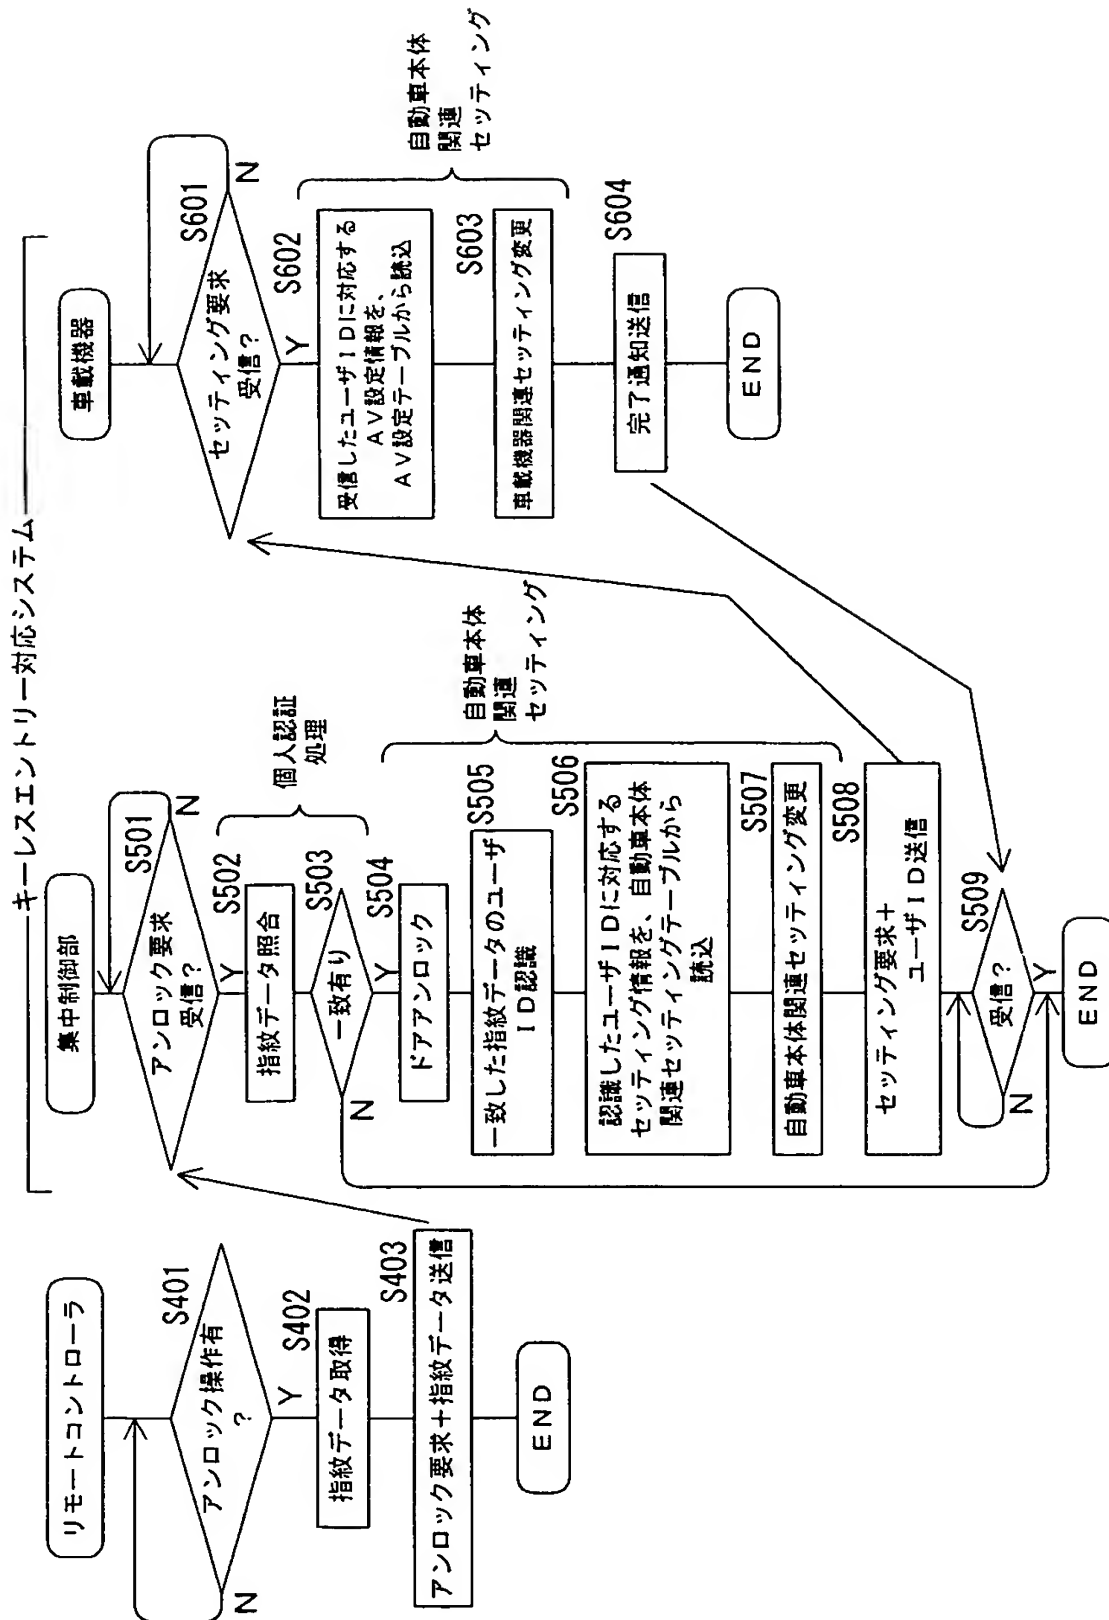 キーレスエントリー対応システム
リモートコントローラ
アンロック操作有
?
S401
N
Y
指紋データ取得
S402
アンロック要求+指紋データ送信
S403
END
集中制御部
アンロック要求
受信?
S501
N
Y
指紋データ照合
S502
一致有り
S503
N
Y
個人認証
処理
ドアアンロック
S504
一致した指紋データのユーザ
ID認識
S505
認識したユーザIDに対応する
セッティング情報を、自動車本体
関連セッティングテーブルから
読込
S506
自動車本体関連セッティング変更
S507
自動車本体
関連
セッティング
セッティング要求+
ユーザID送信
S508
受信?
S509
N
Y
END
車載機器
セッティング要求
受信?
S601
N
Y
受信したユーザIDに対応する
AV設定情報を、
AV設定テーブルから読込
S602
車載機器関連セッティング変更
S603
自動車本体
関連
セッティング
完了通知送信
S604
END